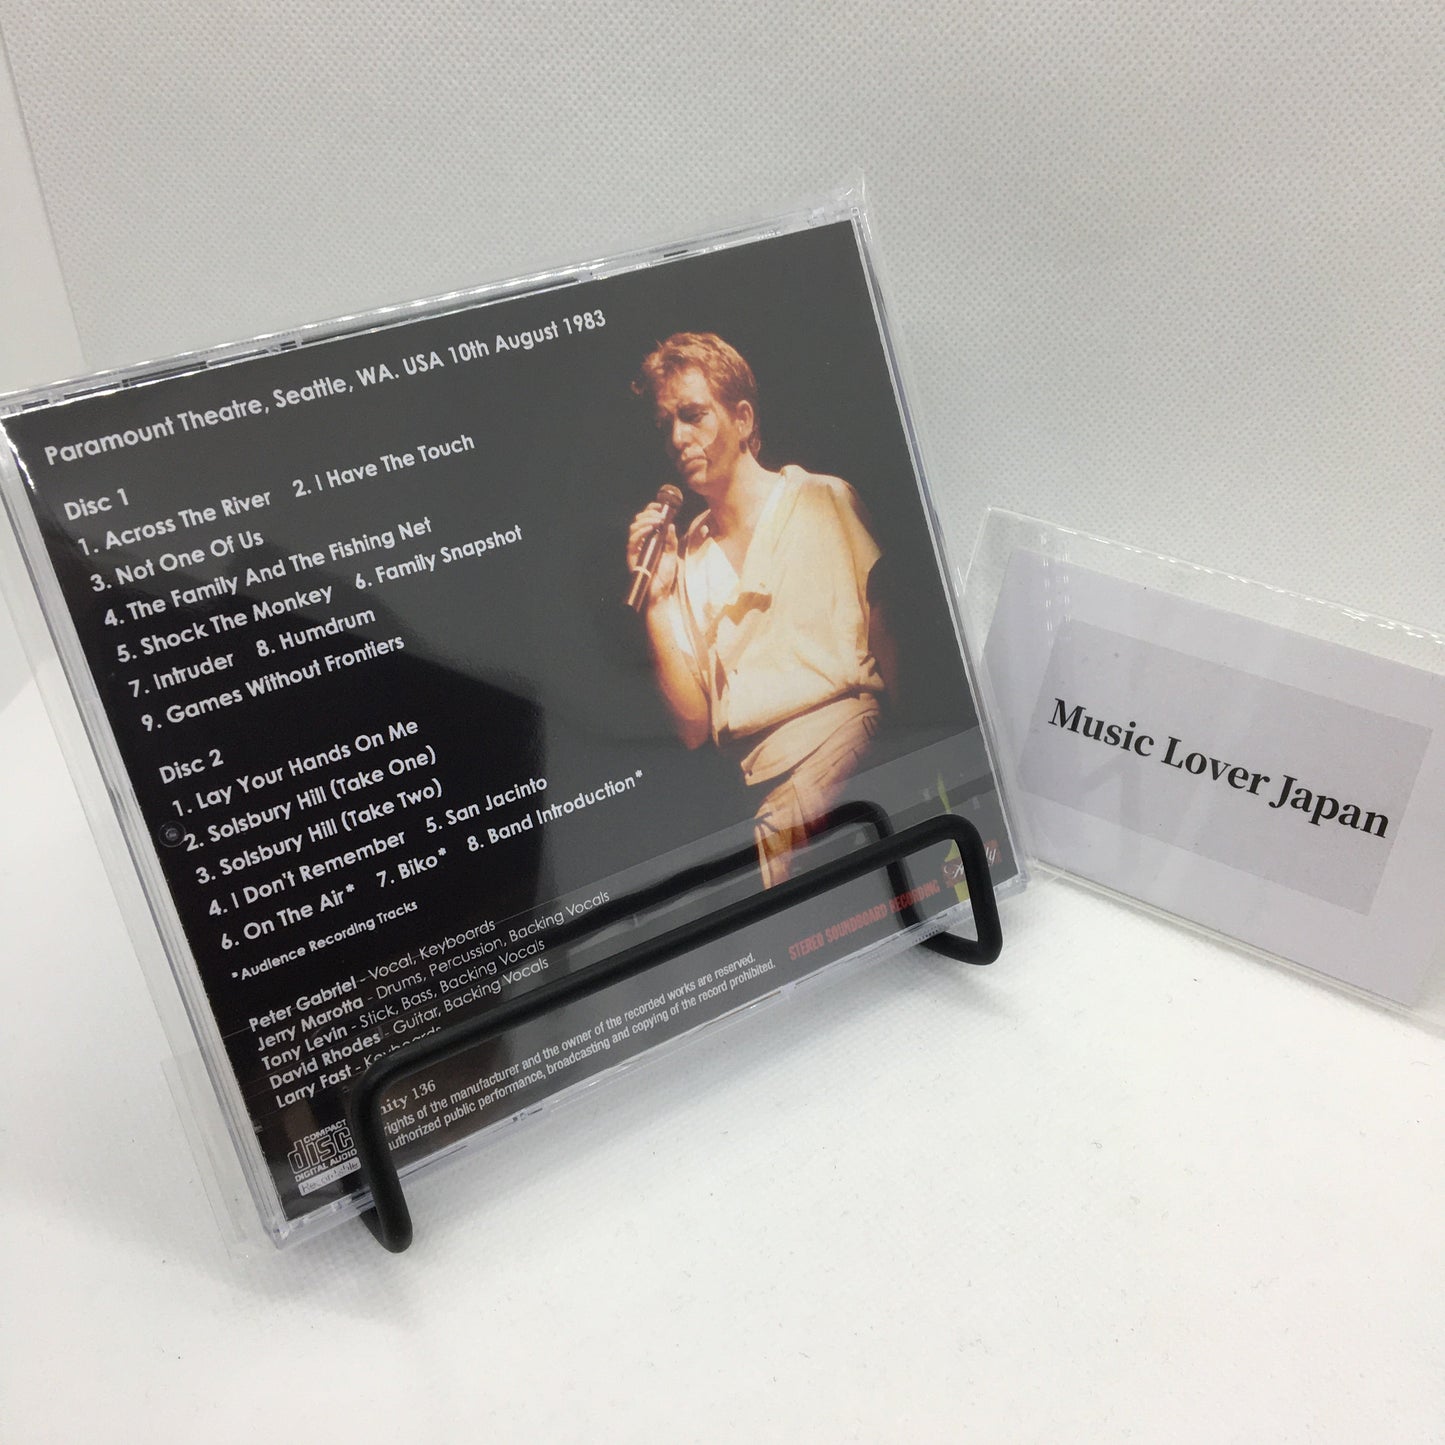 Paramount Theatre, Seattle, WA. USA 10th August 1983
Disc 1
1. Across The River 2. I Have The Touch
3. Not One Of Us
4. The Family And The Fishing Net
5. Shock The Monkey 6. Family Snapshot
7. Intruder 8. Humdrum
9. Games Without Frontiers
Disc 2
1. Lay Your Hands On Me
2. Solsbury Hill (Take One)
3. Solsbury Hill (Take Two)
4. I Don't Remember 5. San Jacinto
6. On The Air* 7. Biko* 8. Band Introduction*
*Audience Recording Tracks
Peter Gabriel - Vocal, Keyboards
Jerry Marotta - Drums, Percussion, Backing Vocals
Tony Levin - Stick, Bass, Backing Vocals
David Rhodes - Guitar, Backing Vocals
Larry Fast - Keyboards
136
rights of the manufacturer and the owner of the recorded works are reserved.
public performance, broadcasting and copying of the record prohibited.
STEREO SOUNDBOARD RECORDING
COMPACT
disc
DIGITAL AUDIO
Recordable
Music Lover Japan